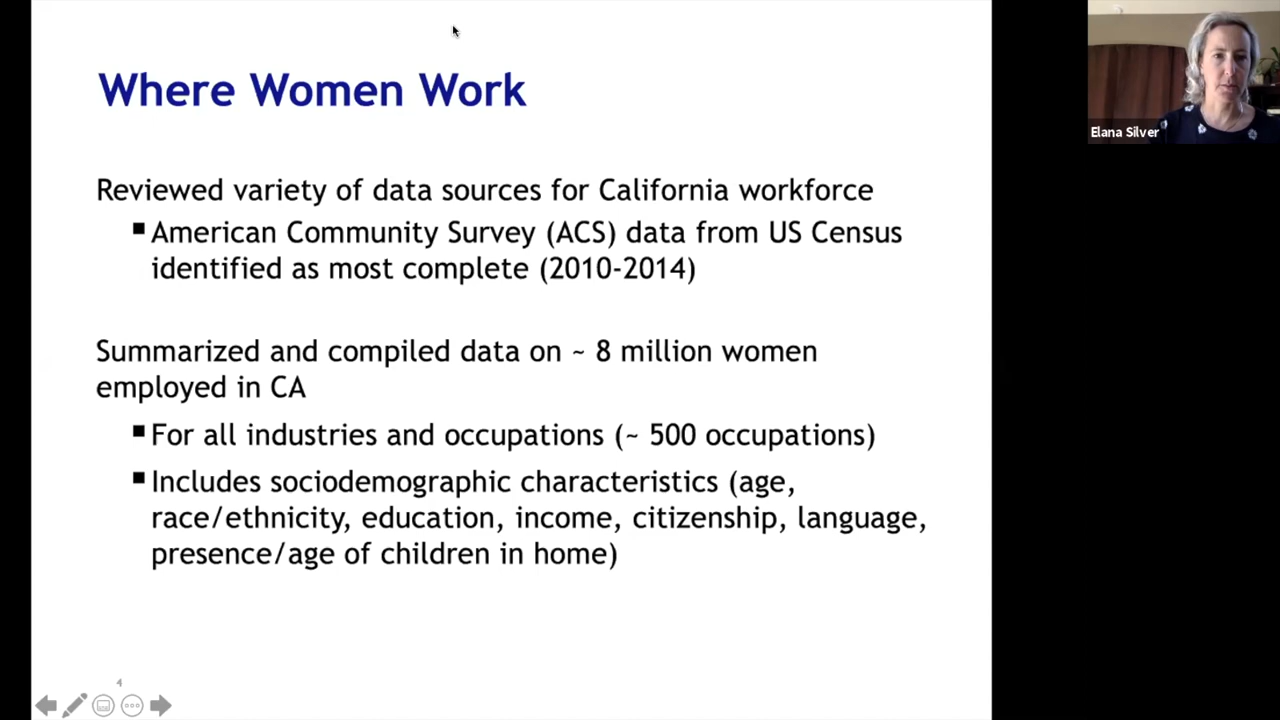 Where Women Work
Reviewed variety of data sources for California workforce
■ American Community Survey (ACS) data from US Census
identified as most complete (2010-2014)
Summarized and compiled data on ~ 8 million women
employed in CA
■ For all industries and occupations (~ 500 occupations)
■ Includes sociodemographic characteristics (age,
race/ethnicity, education, income, citizenship, language,
presence/age of children in home)
4
Elana Silver